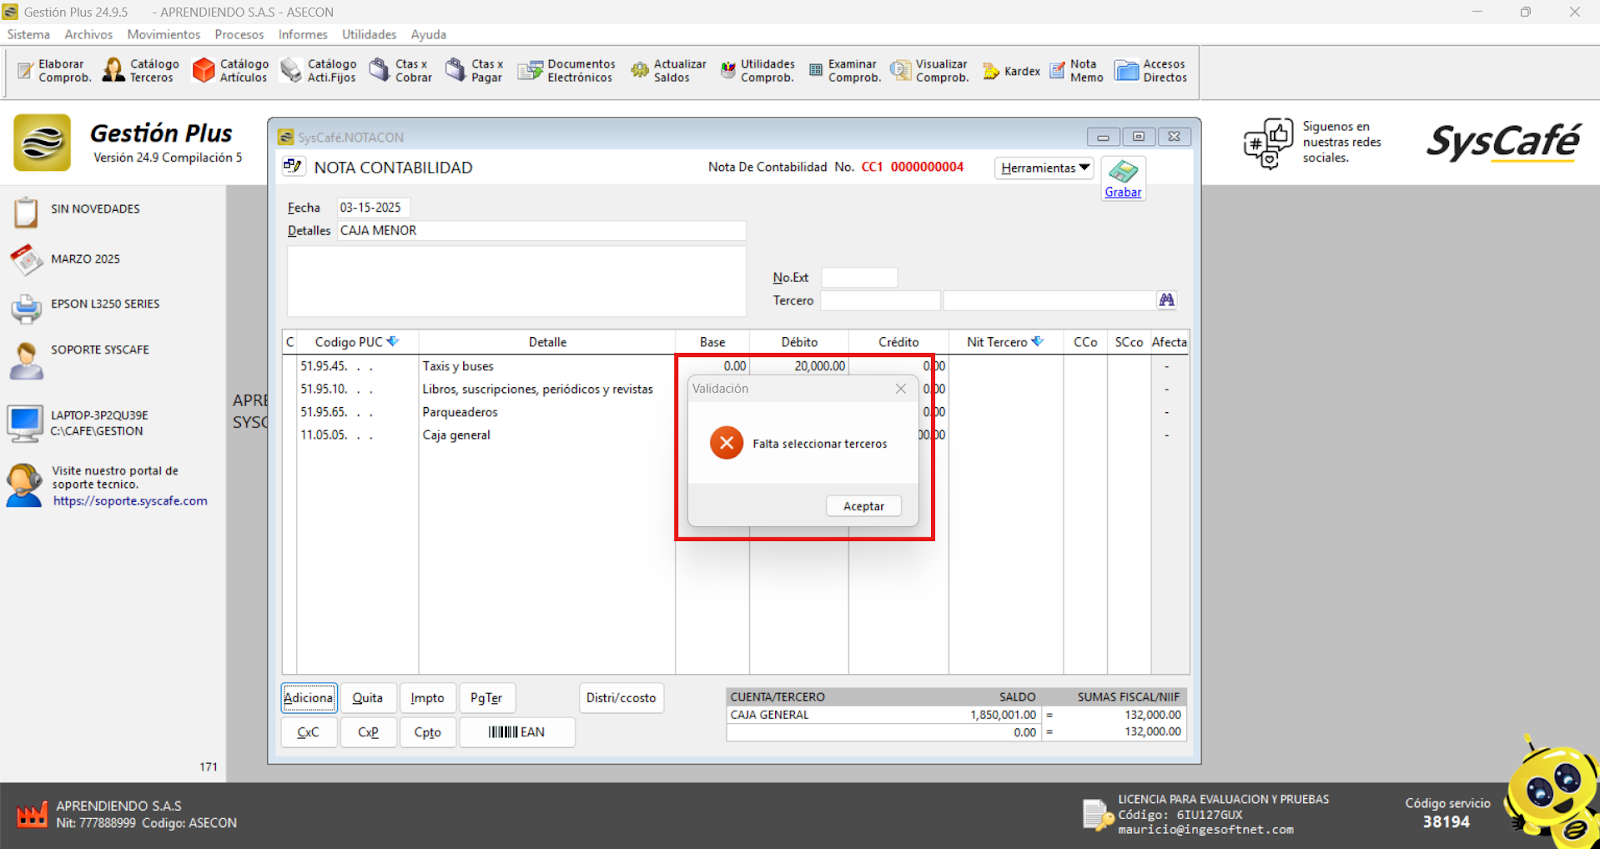 Gestión Plus 24.9.5 - APRENDIENDO S.A.S - ASECON
Sistema Archivos Movimientos Procesos Informes Utilidades Ayuda
Elaborar Comprob.
Catálogo Terceros
Catálogo Artículos
Catálogo Acti.Fijos
Ctas x Cobrar
Ctas x Pagar
Documentos Electrónicos
Actualizar Saldos
Utilidades Comprob.
Examinar Comprob.
Visualizar Comprob.
Kardex
Nota Memo
Accesos Directos
Gestión Plus
Versión 24.9 Compilación 5
Siguenos en
nuestras redes
sociales.
SysCafé
SIN NOVEDADES
MARZO 2025
EPSON L3250 SERIES
SOPORTE SYSCAFE
LAPTOP-3P2QU39E
C:\CAFE\GESTION
Visite nuestro portal de
soporte tecnico.
https://soporte.syscafe.com
171
APRE
SYSC
SysCafé.NOTACON
NOTA CONTABILIDAD
Nota De Contabilidad No. CC1 0000000004
Herramientas
Grabar
Fecha 03-15-2025
Detalles CAJA MENOR
No.Ext
Tercero
C Codigo PUC Detalle Base Débito Crédito Nit Tercero CCo SCco Afecta
51.95.45. . . Taxis y buses 0.00 20,000.00 0.00 -
51.95.10. . . Libros, suscripciones, periódicos y revistas 0.00 -
51.95.65. . . Parqueaderos 0.00 -
11.05.05. . . Caja general 00.00 -
Validación
Falta seleccionar terceros
Aceptar
Adiciona Quita Impto PgTer Distri/ccosto
CxC CxP Cpto EAN
CUENTA/TERCERO SALDO SUMAS FISCAL/NIIF
CAJA GENERAL 1,850,001.00 = 132,000.00
0.00 = 132,000.00
APRENDIENDO S.A.S
Nit: 777888999 Codigo: ASECON
LICENCIA PARA EVALUACION Y PRUEBAS
Código: 6IU127GUX
mauricio@ingesoftnet.com
Código servicio
38194